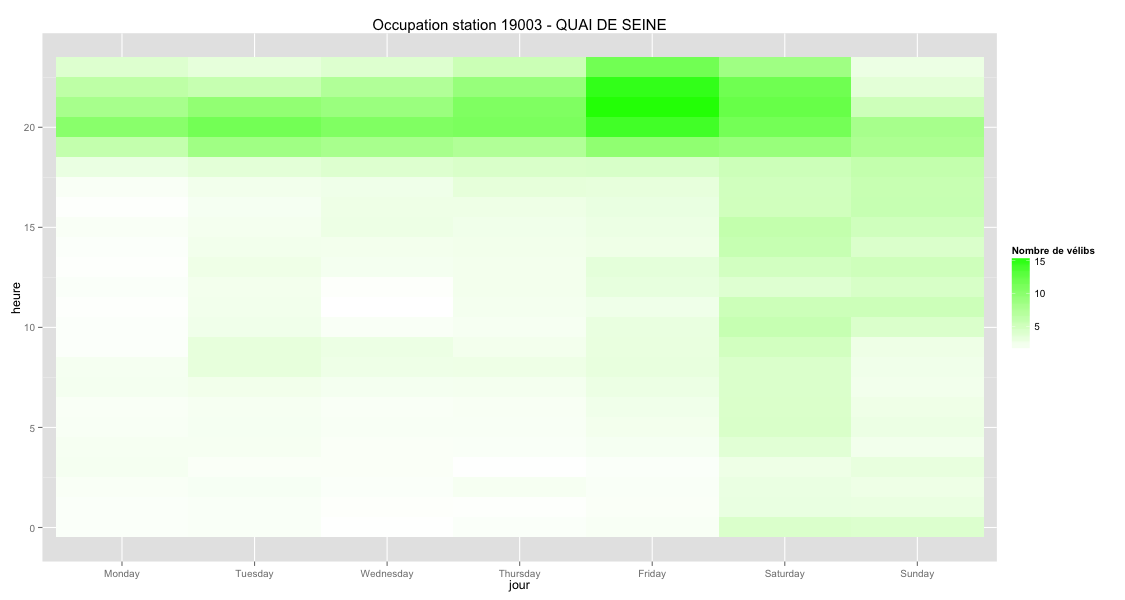 Occupation station 19003 - QUAI DE SEINE
heure
20
15
10
5
0
Monday Tuesday Wednesday Thursday Friday Saturday Sunday
jour
Nombre de vélibs
15
10
5